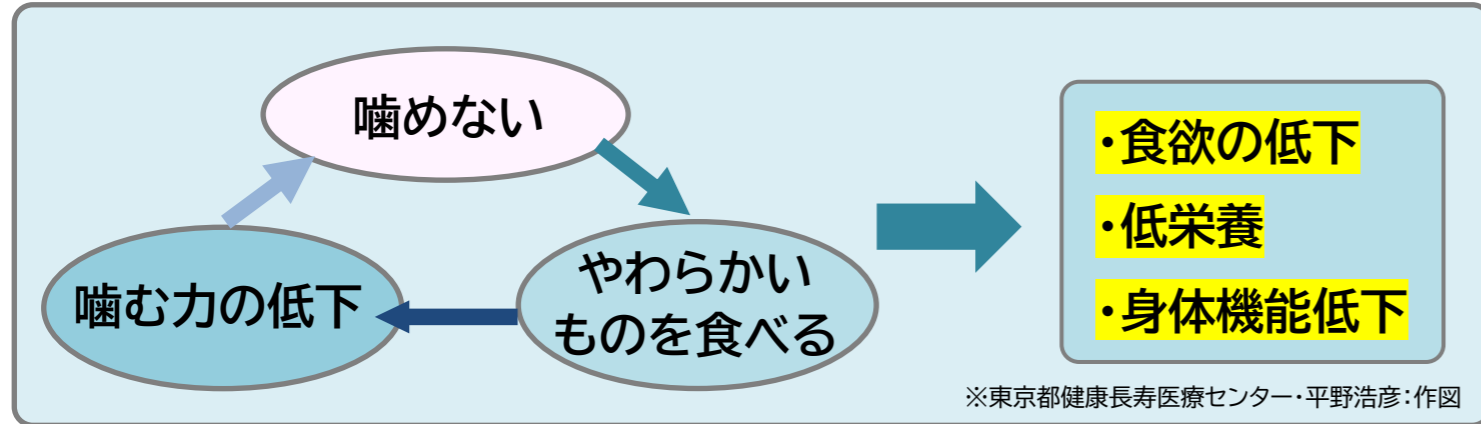 噛めない
やわらかい
ものを食べる
噛む力の低下
・食欲の低下
・低栄養
・身体機能低下
※東京都健康長寿医療センター・平野浩彦：作図